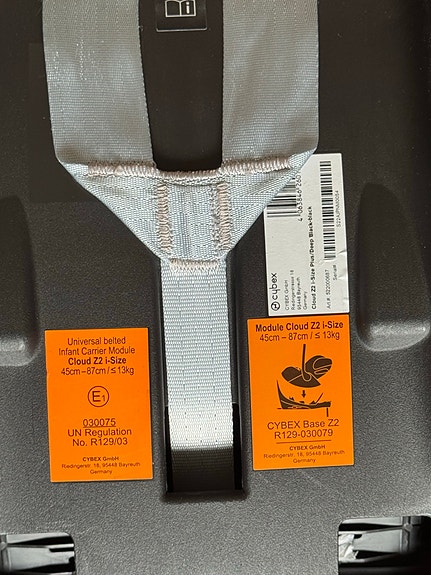 Universal belted
Infant Carrier Module
Cloud Z2 i-Size
45cm – 87cm / ≤ 13kg
E1
030075
UN Regulation
No. R129/03
CYBEX GmbH
Riedingerstr. 18, 95448 Bayreuth
Germany
cybex
CYBEX GmbH
Riedingerstrasse 18
95448 Bayreuth
Germany
Cloud Z2 i-Size Plus/Deep Black-black
Module Cloud Z2 i-Size
45cm – 87cm / ≤ 13kg
CYBEX Base Z2
R129-030079
CYBEX GmbH
Riedingerstr. 18, 95448 Bayreuth
Germany